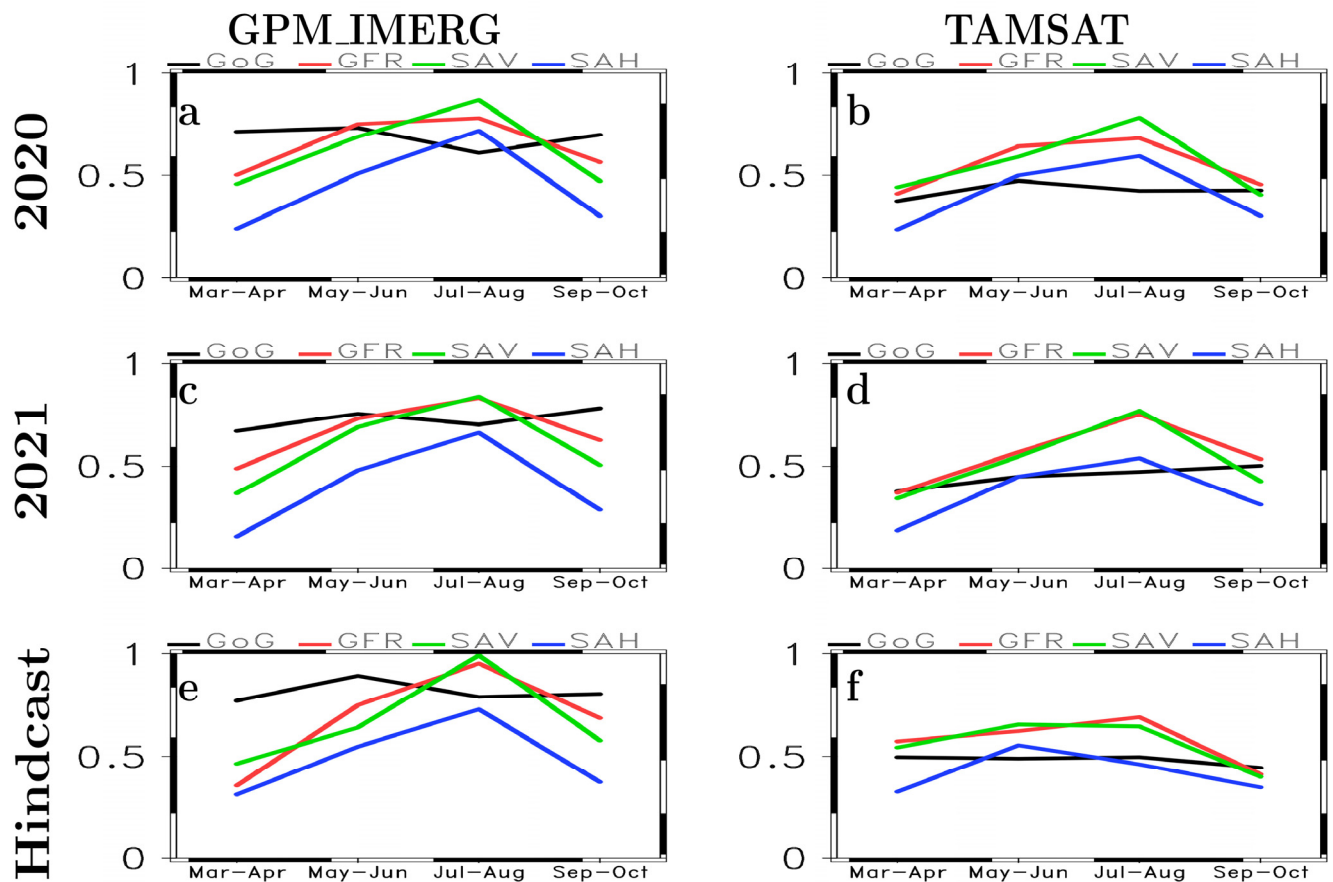 GPM_IMERG TAMSAT
GoG GFR SAV SAH GoG GFR SAV SAH
2020
1 a 1 b
0.5 0.5
0 0
Mar-Apr May-Jun Jul-Aug Sep-Oct Mar-Apr May-Jun Jul-Aug Sep-Oct
GoG GFR SAV SAH GoG GFR SAV SAH
2021
1 c 1 d
0.5 0.5
0 0
Mar-Apr May-Jun Jul-Aug Sep-Oct Mar-Apr May-Jun Jul-Aug Sep-Oct
GoG GFR SAV SAH GoG GFR SAV SAH
Hindcast
1 e 1 f
0.5 0.5
0 0
Mar-Apr May-Jun Jul-Aug Sep-Oct Mar-Apr May-Jun Jul-Aug Sep-Oct